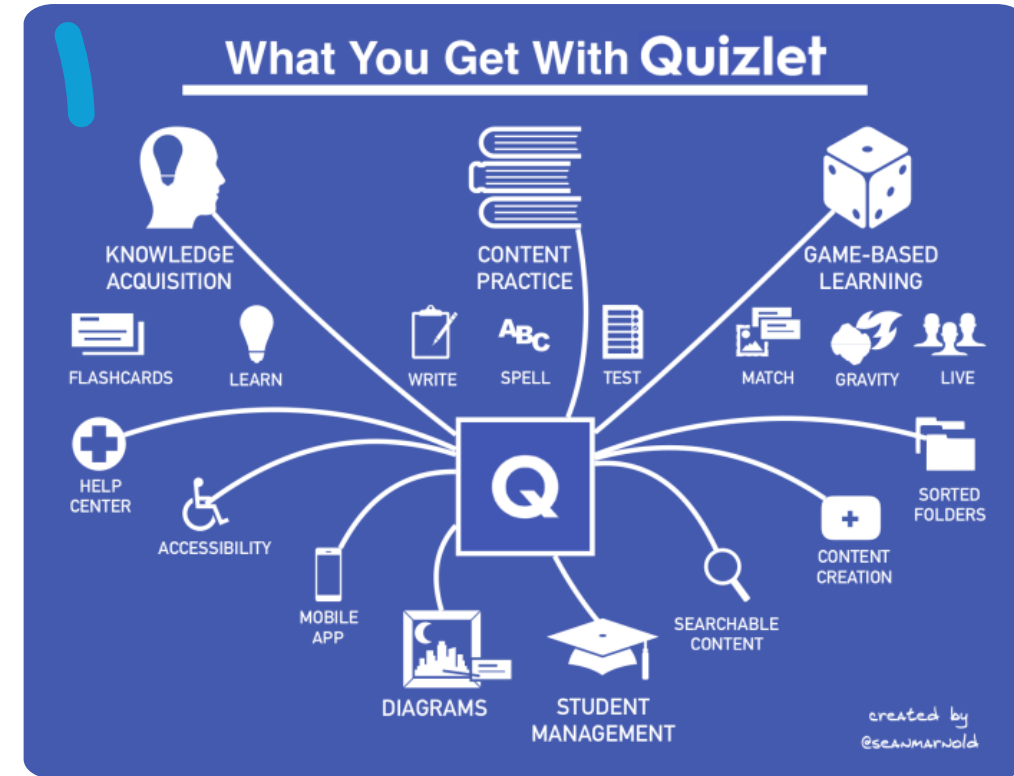 What You Get With Quizlet
KNOWLEDGE
ACQUISITION
CONTENT
PRACTICE
GAME-BASED
LEARNING
FLASHCARDS
LEARN
WRITE
ABC
SPELL
TEST
MATCH
GRAVITY
LIVE
HELP
CENTER
ACCESSIBILITY
MOBILE
APP
DIAGRAMS
Q
STUDENT
MANAGEMENT
SEARCHABLE
CONTENT
CONTENT
CREATION
SORTED
FOLDERS
created by
@seanmarnold